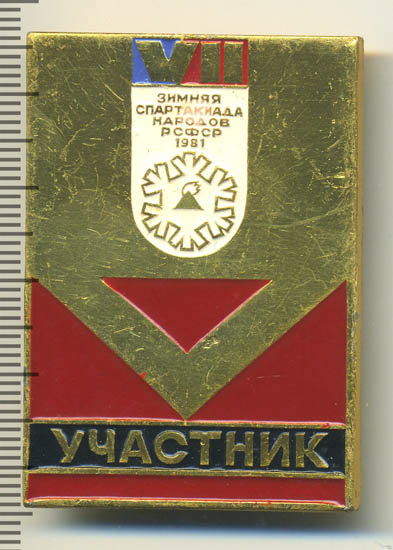 VII
ЗИМНЯЯ
СПАРТАКИАДА
НАРОДОВ
РСФСР
1981
УЧАСТНИК